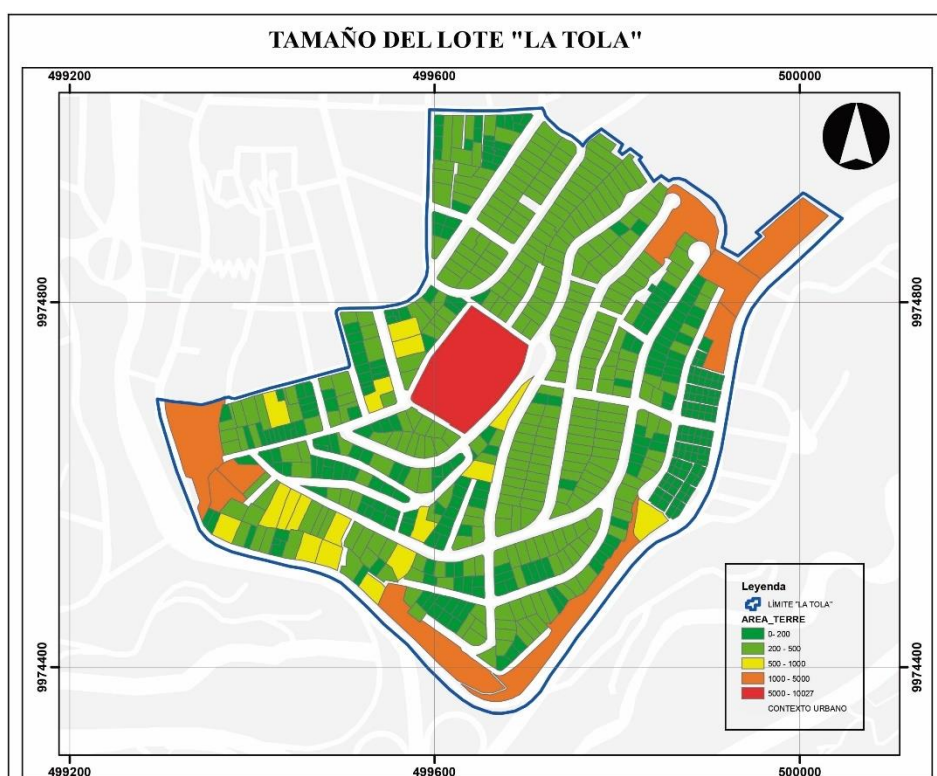 TAMAÑO DEL LOTE "LA TOLA"
499200 499600 500000
9974800 9974800
9974400 9974400
Leyenda
LÍMITE "LA TOLA"
AREA_TERRE
0- 200
200 - 500
500 - 1000
1000 - 5000
5000 - 10027
CONTEXTO URBANO
499200 499600 500000